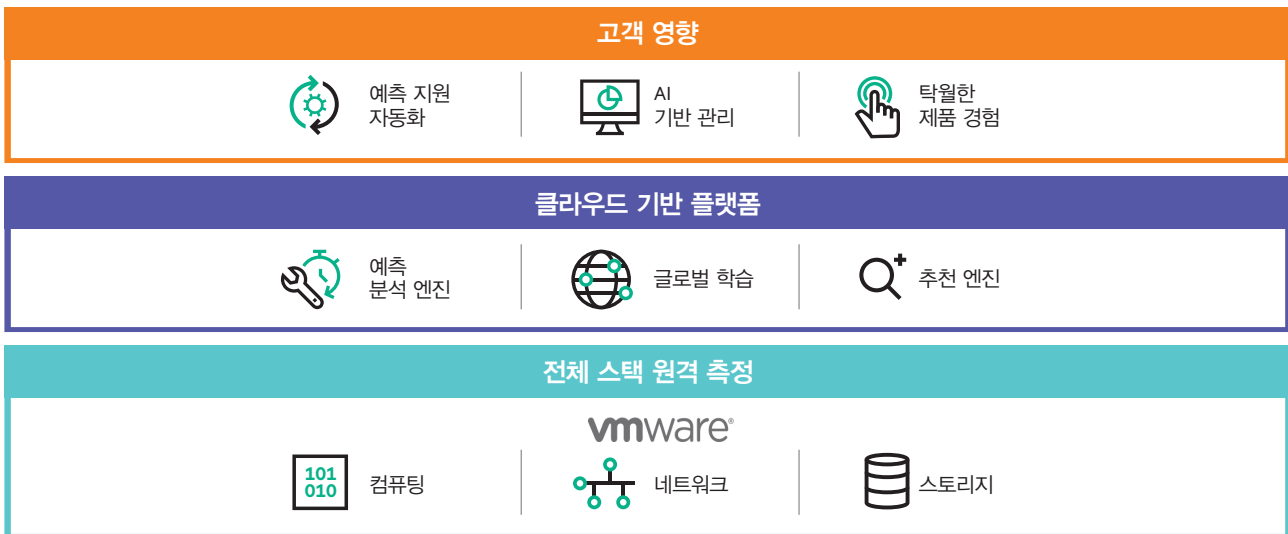 고객 영향
예측 지원
자동화
AI
기반 관리
탁월한
제품 경험
클라우드 기반 플랫폼
예측
분석 엔진
글로벌 학습
추천 엔진
전체 스택 원격 측정
vmware®
101
010
컴퓨팅
네트워크
스토리지